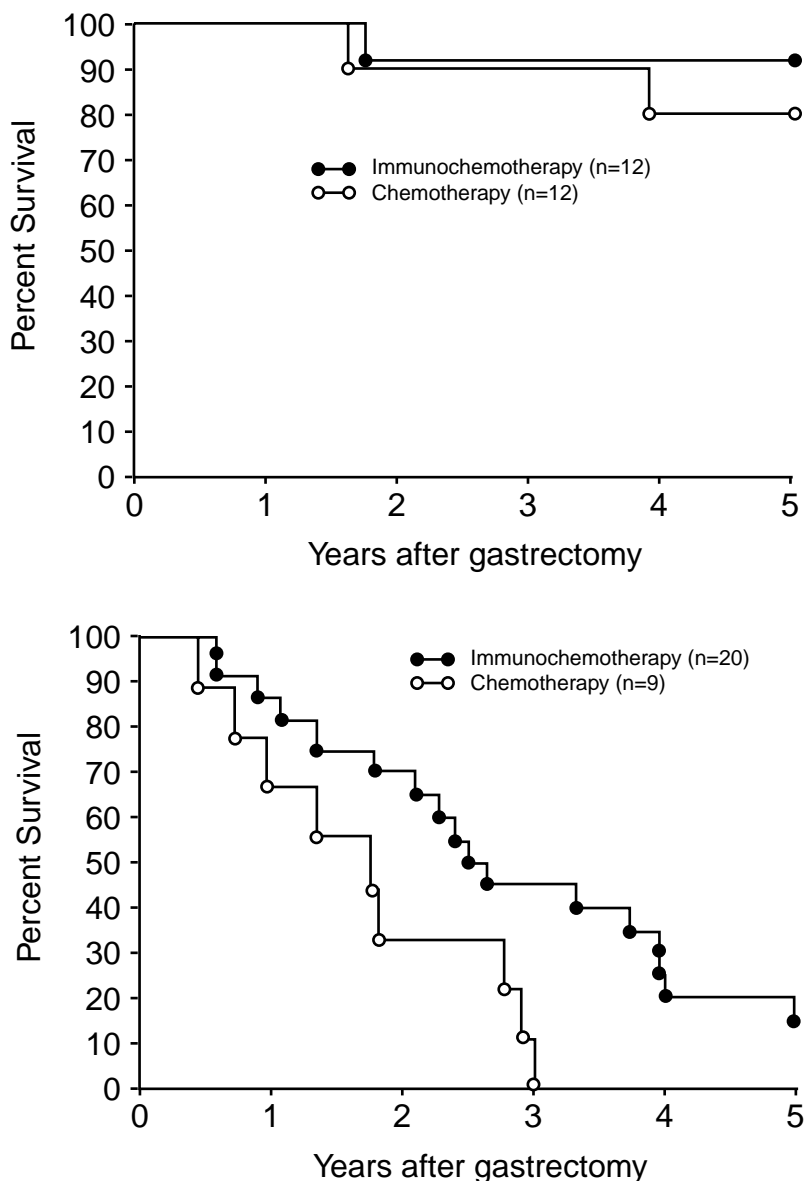 Percent Survival
100
90
80
70
60
50
40
30
20
10
0
Immunochemotherapy (n=12)
Chemotherapy (n=12)
0 1 2 3 4 5
Years after gastrectomy
Percent Survival
100
90
80
70
60
50
40
30
20
10
0
Immunochemotherapy (n=20)
Chemotherapy (n=9)
0 1 2 3 4 5
Years after gastrectomy